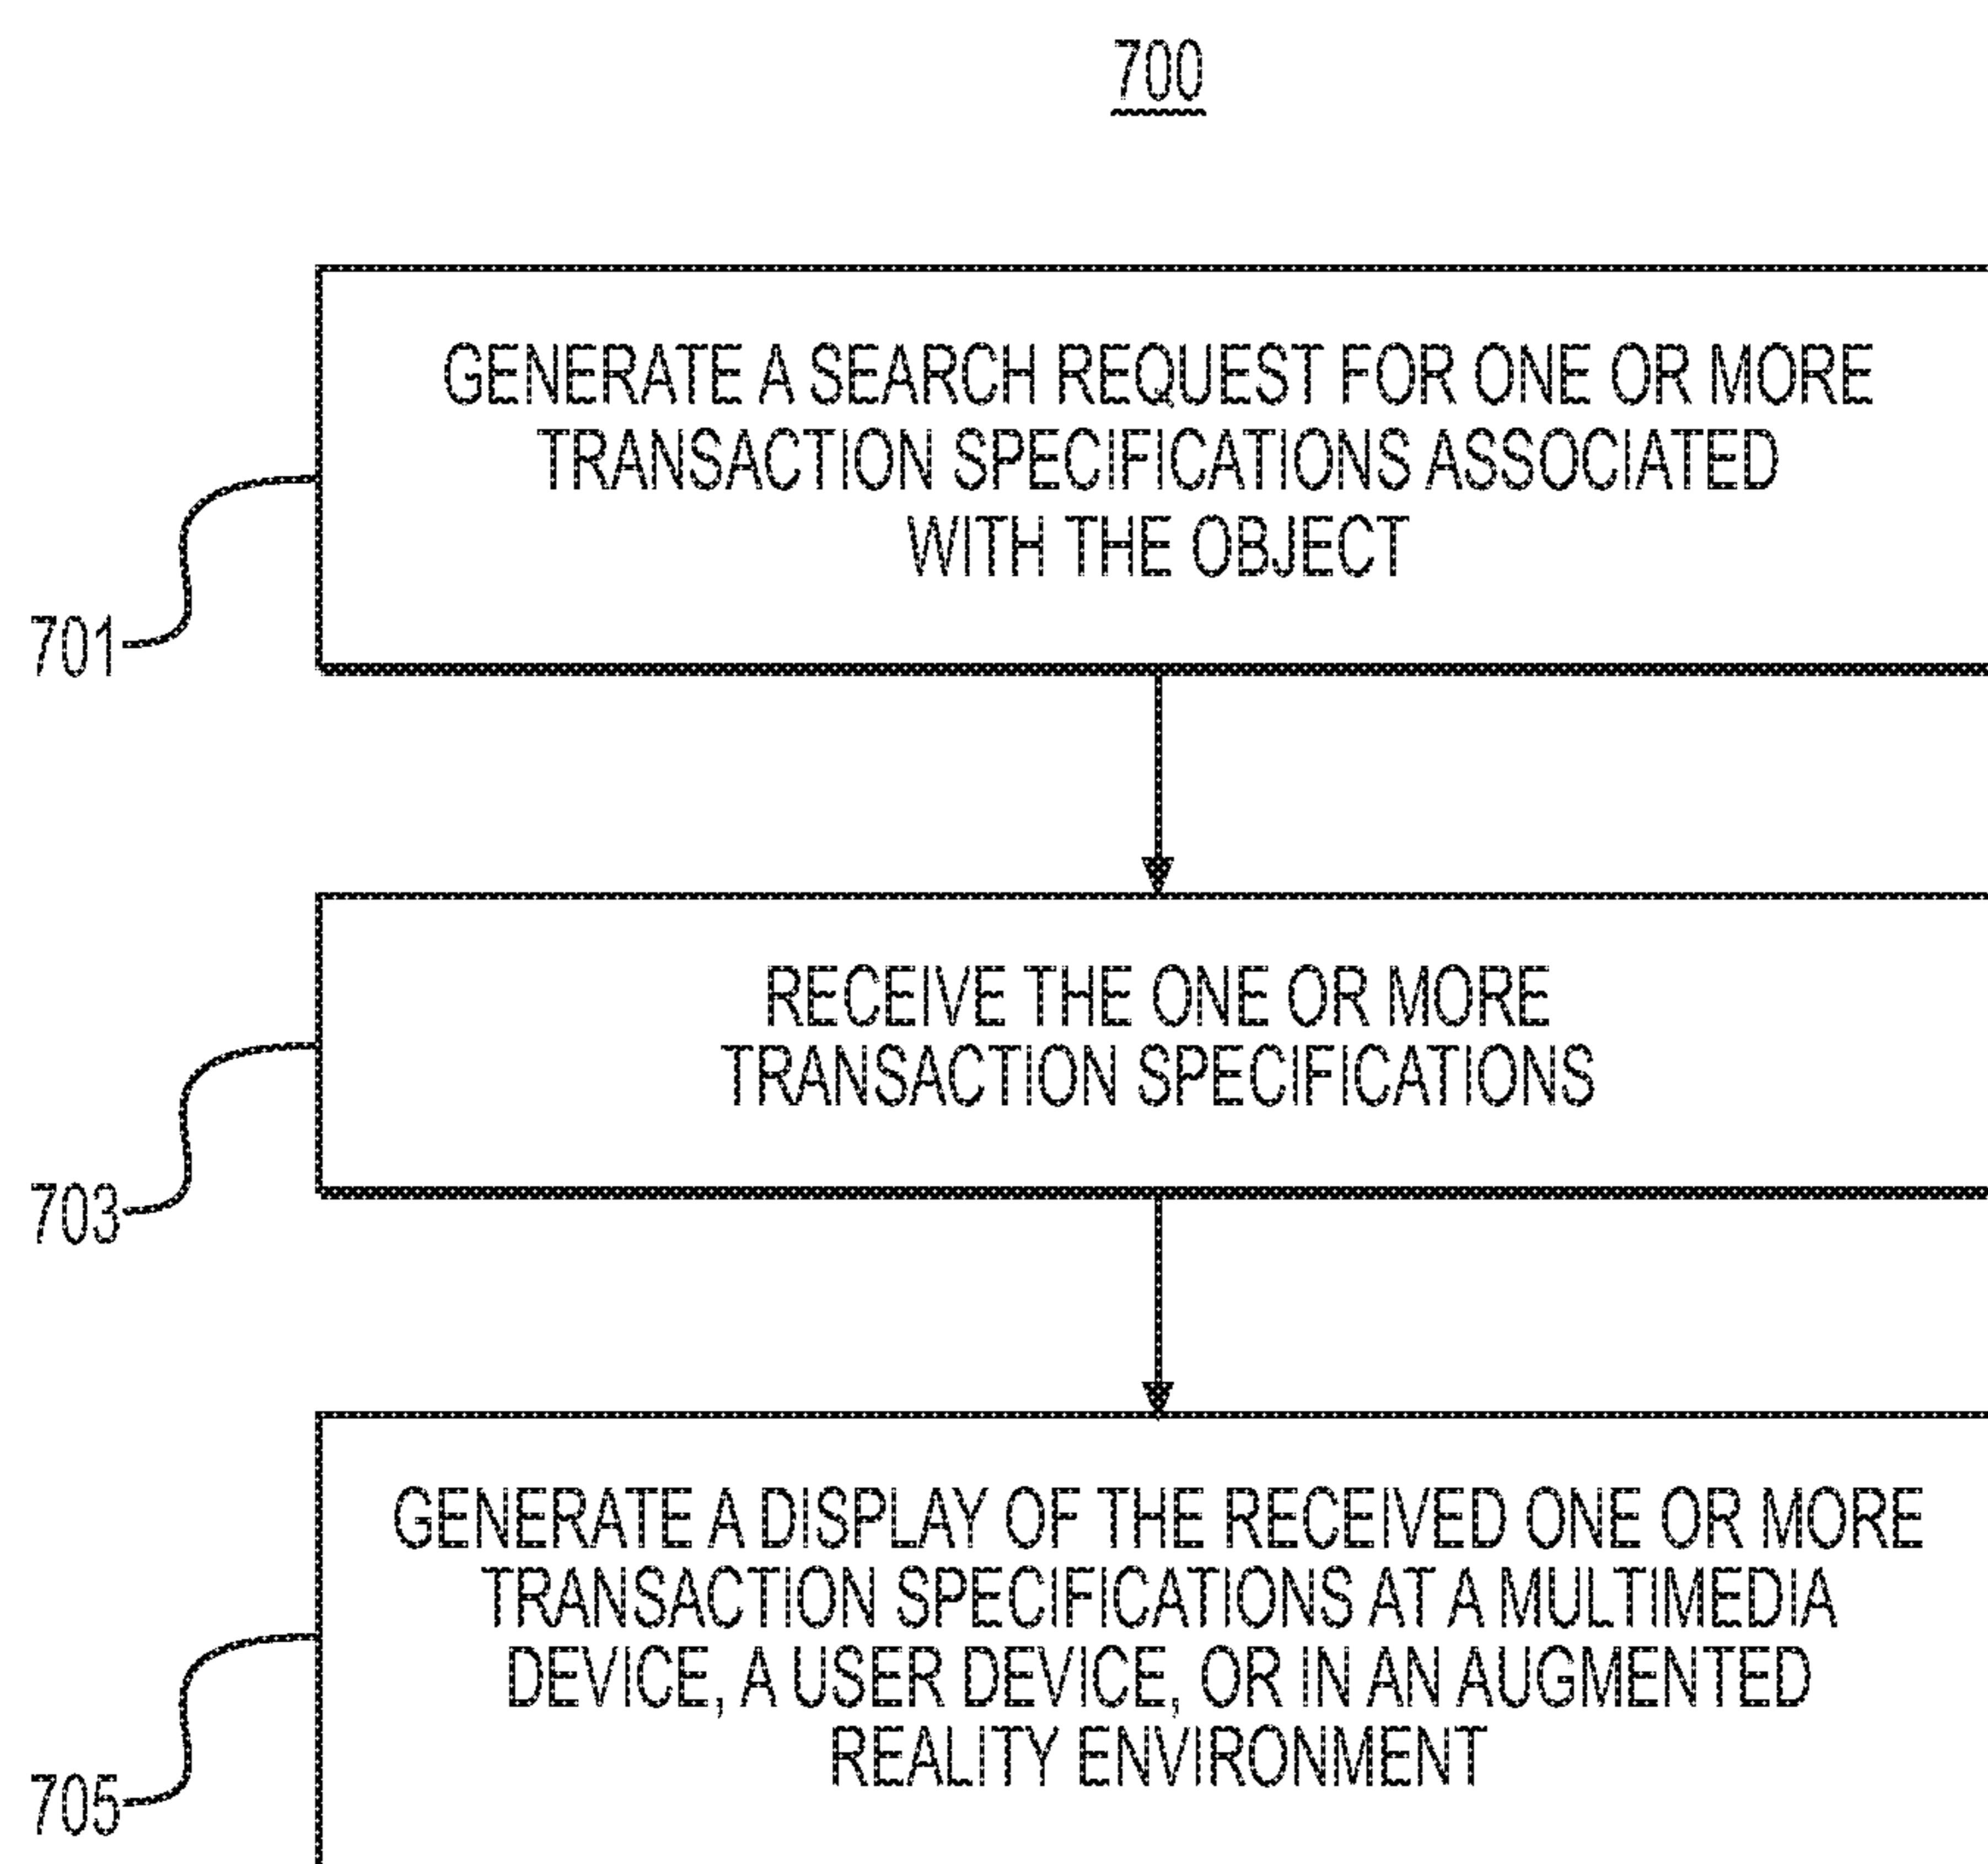 700
GENERATE A SEARCH REQUEST FOR ONE OR MORE
TRANSACTION SPECIFICATIONS ASSOCIATED
WITH THE OBJECT
701
RECEIVE THE ONE OR MORE
TRANSACTION SPECIFICATIONS
703
GENERATE A DISPLAY OF THE RECEIVED ONE OR MORE
TRANSACTION SPECIFICATIONS AT A MULTIMEDIA
DEVICE, A USER DEVICE, OR IN AN AUGMENTED
REALITY ENVIRONMENT
705